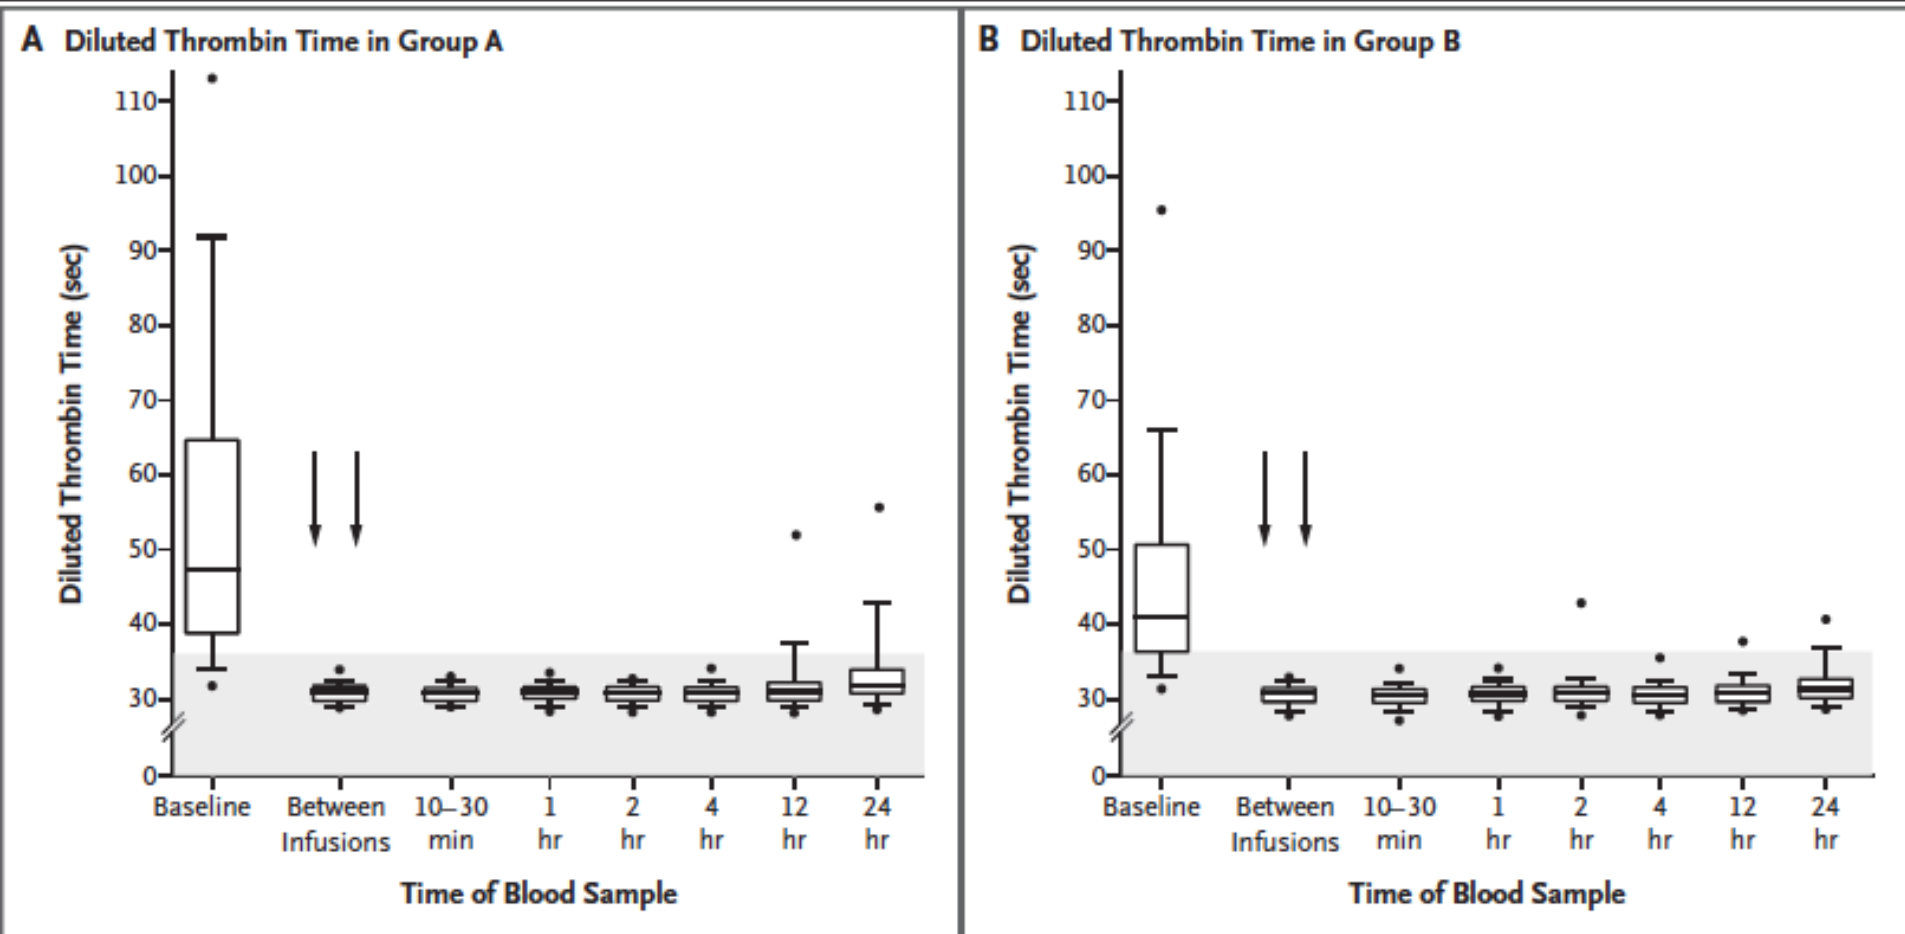 A Diluted Thrombin Time in Group A
Diluted Thrombin Time (sec)
110
100
90
80
70
60
50
40
30
0
Baseline
Between
Infusions
10–30
min
1
hr
2
hr
4
hr
12
hr
24
hr
Time of Blood Sample
B Diluted Thrombin Time in Group B
Diluted Thrombin Time (sec)
110
100
90
80
70
60
50
40
30
0
Baseline
Between
Infusions
10–30
min
1
hr
2
hr
4
hr
12
hr
24
hr
Time of Blood Sample